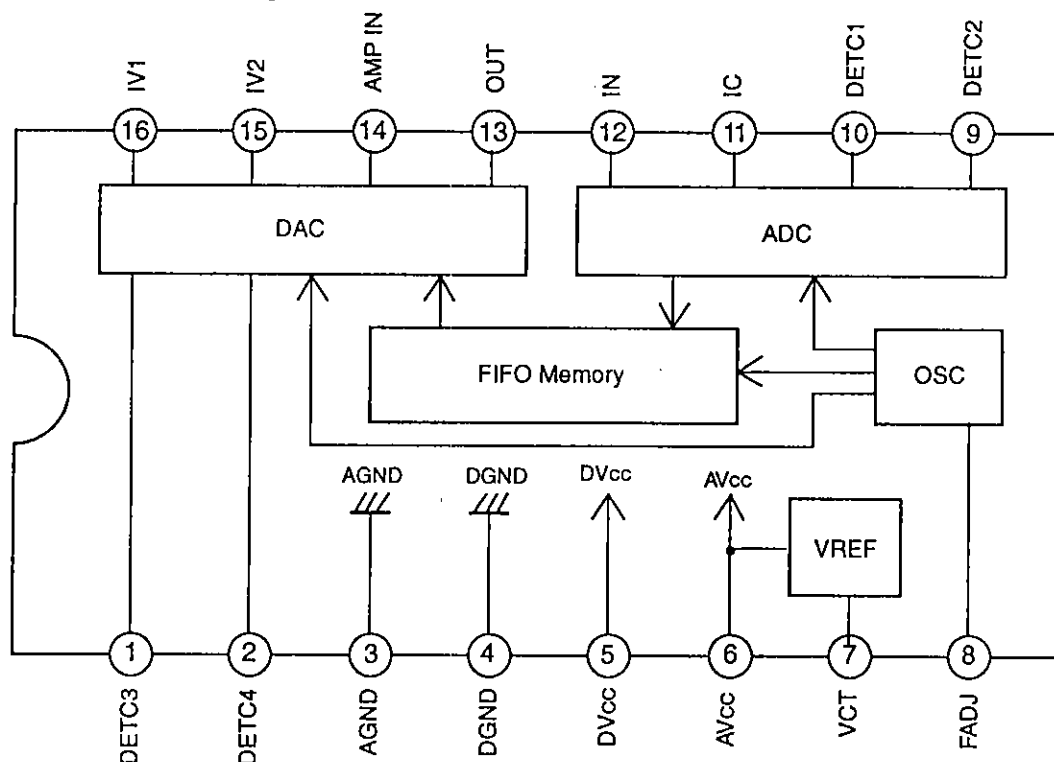 IV1
IV2
AMP IN
OUT
IN
IC
DETC1
DETC2
16
15
14
13
12
11
10
9
DAC
ADC
FIFO Memory
OSC
AGND
DGND
DVcc
AVcc
VREF
1
2
3
4
5
6
7
8
DETC3
DETC4
AGND
DGND
DVcc
AVcc
VCT
FADJ